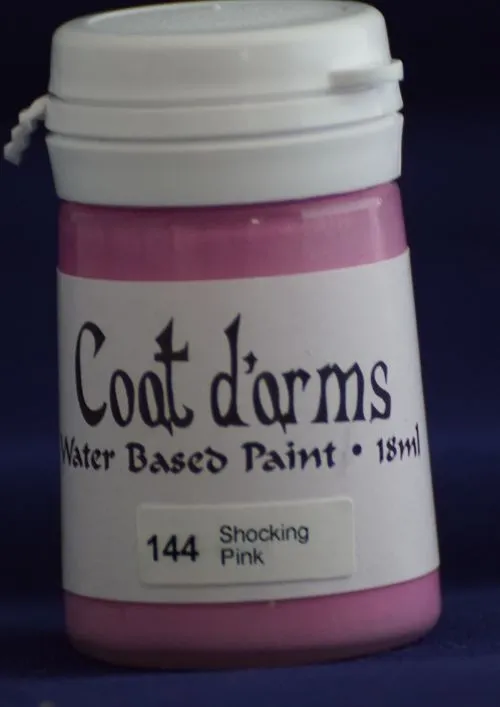 Coat d'arms
Water Based Paint • 18ml
144 Shocking
Pink